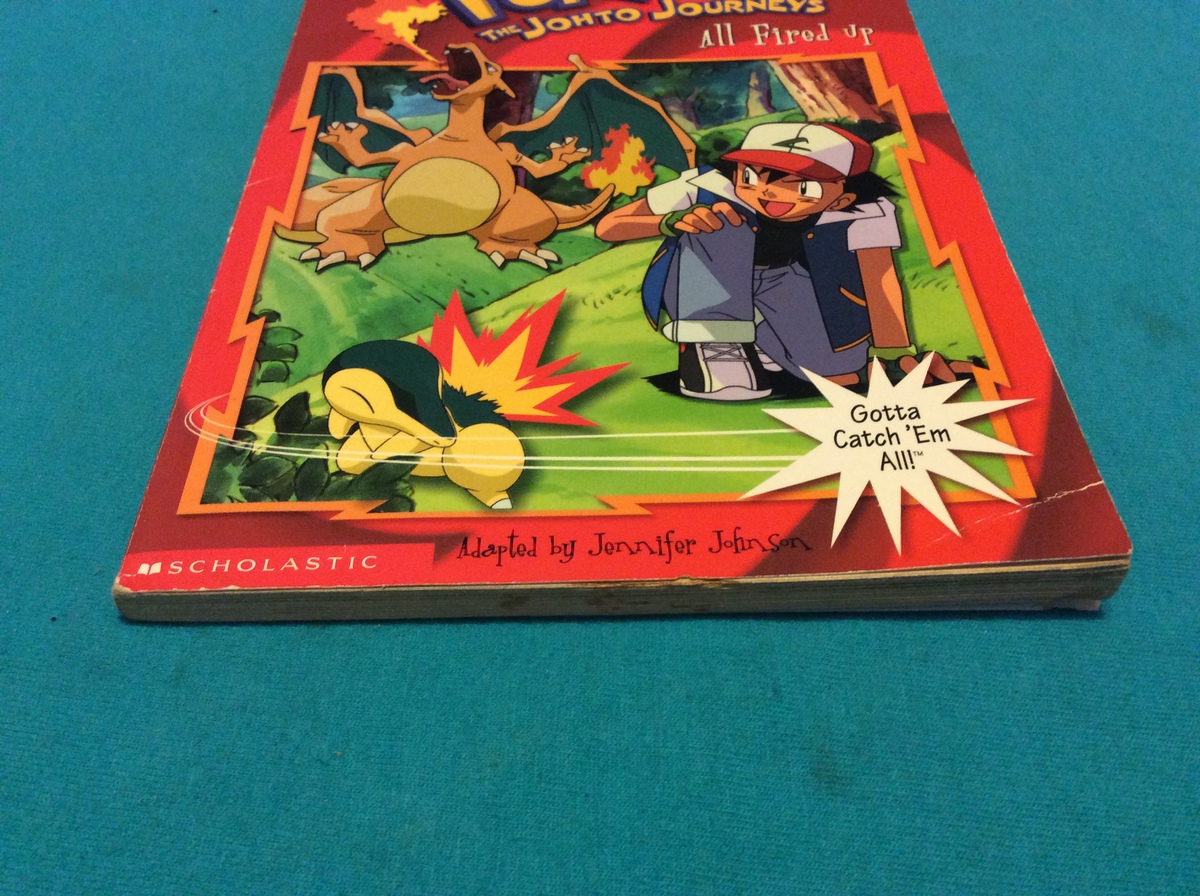 THE JOHTO JOURNEYS
All Fired Up
Gotta
Catch 'Em
All!™
Adapted by Jennifer Johnson
SCHOLASTIC